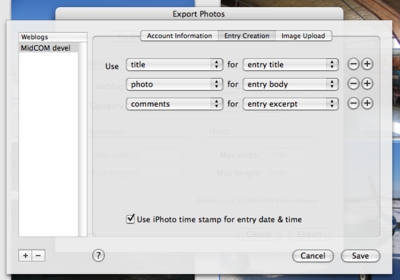 Export Photos
Weblogs
MidCOM devel
Account Information Entry Creation Image Upload
Use title for entry title
photo for entry body
comments for entry excerpt
Use iPhoto time stamp for entry date & time
+ − ? Cancel Save